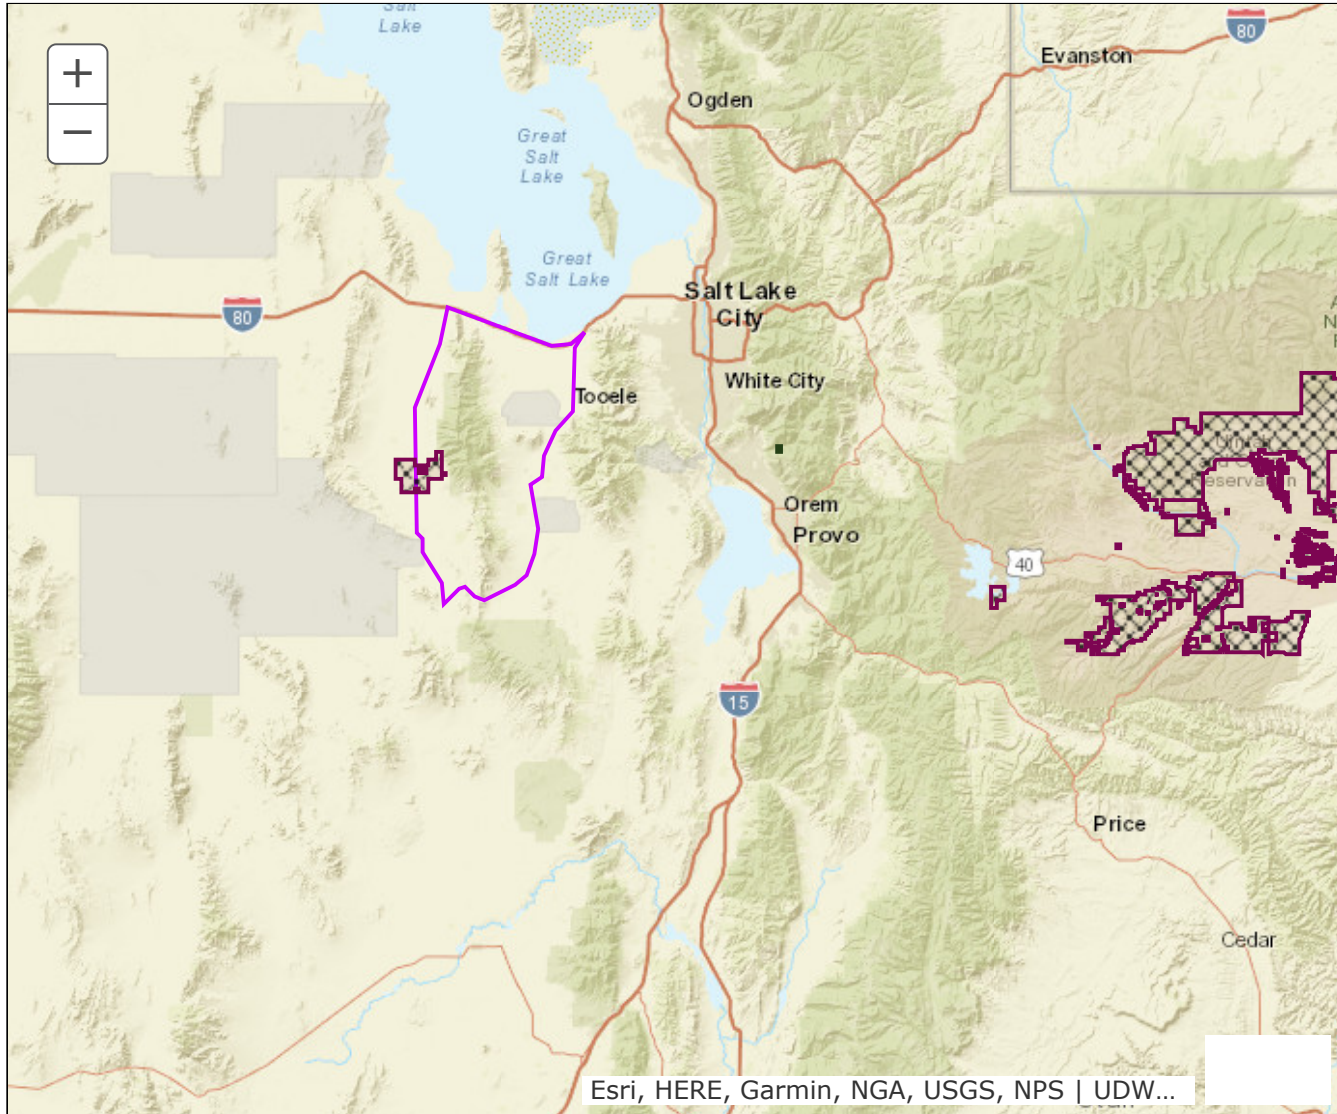 Salt
Lake
80
Evanston
+
Ogden
−
Great
Salt
Lake
Great
Salt Lake
Salt Lake
City
80
White City
Tooele
Orem
Provo
40
15
Price
Cedar
Esri, HERE, Garmin, NGA, USGS, NPS | UDW...